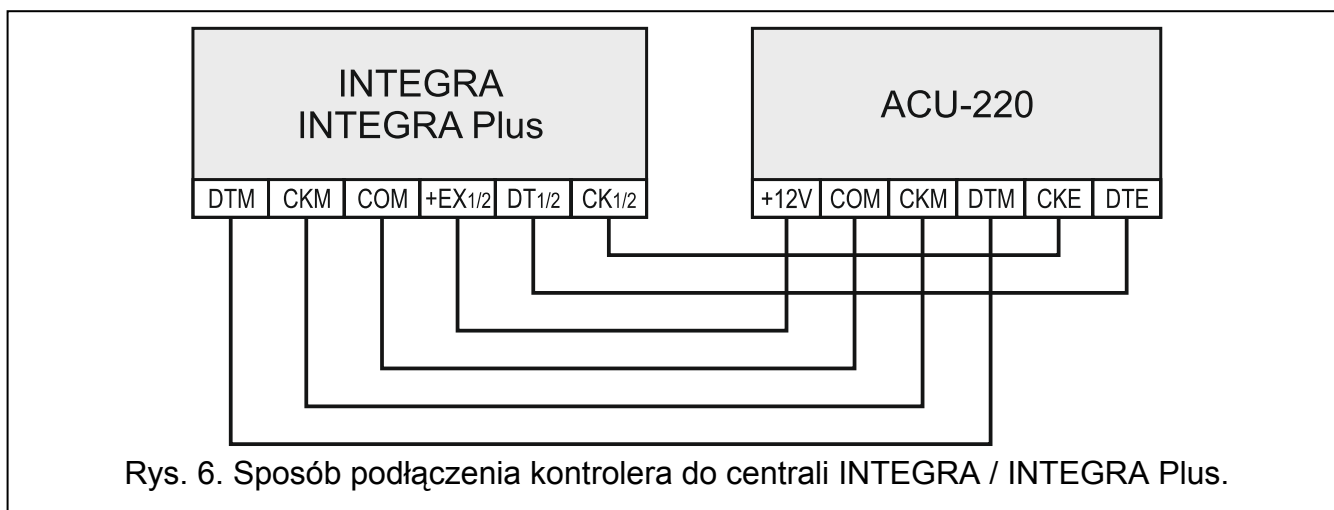 INTEGRA
INTEGRA Plus
ACU-220
DTM CKM COM +EX1/2 DT1/2 CK1/2
+12V COM CKM DTM CKE DTE
Rys. 6. Sposób podłączenia kontrolera do centrali INTEGRA / INTEGRA Plus.